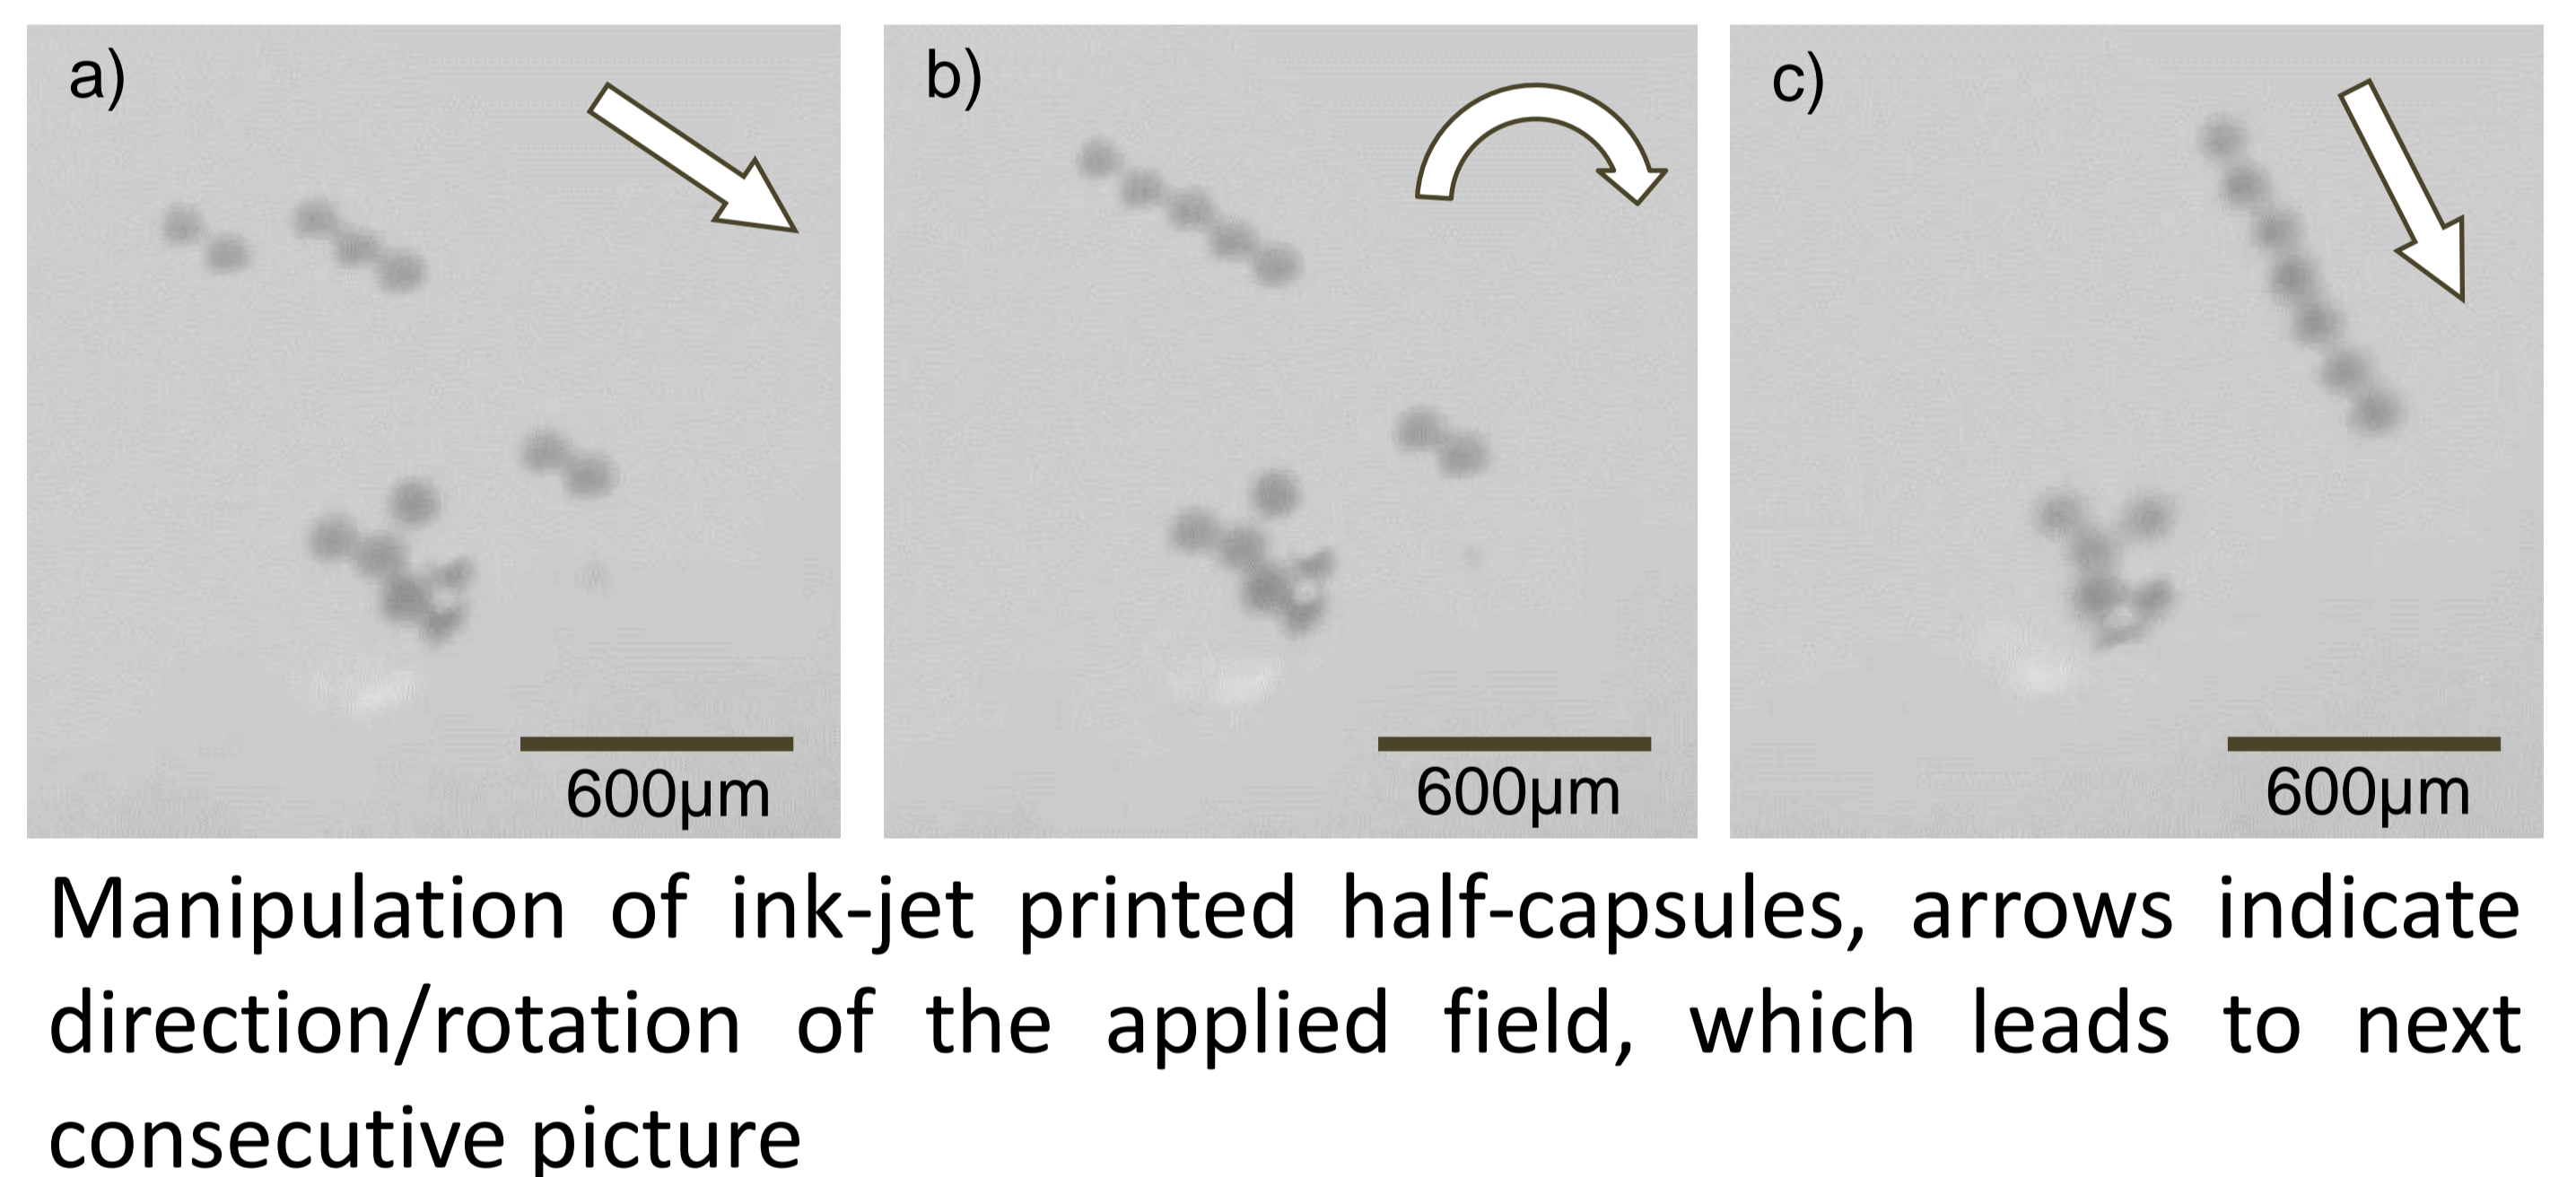 a) b) c)
600µm 600µm 600µm
Manipulation of ink-jet printed half-capsules, arrows indicate
direction/rotation of the applied field, which leads to next
consecutive picture